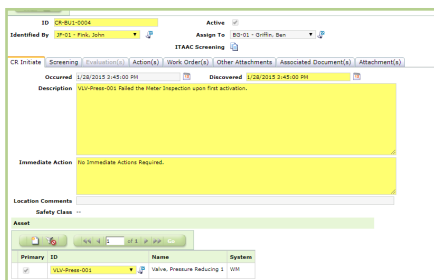 ID CR-BU1-0004 Active
Identified By JP-01 - Fink, John Assign To BG-01 - Griffin, Ben
ITAAC Screening
CR Initiate Screening Evaluation(s) Action(s) Work Order(s) Other Attachments Associated Document(s) Attachment(s)
Occurred 1/28/2015 3:45:00 PM Discovered 1/28/2015 3:45:00 PM
Description VLV-Press-001 Failed the Meter Inspection upon first activation.
Immediate Action No Immediate Actions Required.
Location Comments
Safety Class --
Asset
1 of 1
Primary ID Name System
VLV-Press-001 Valve, Pressure Reducing 1 WM